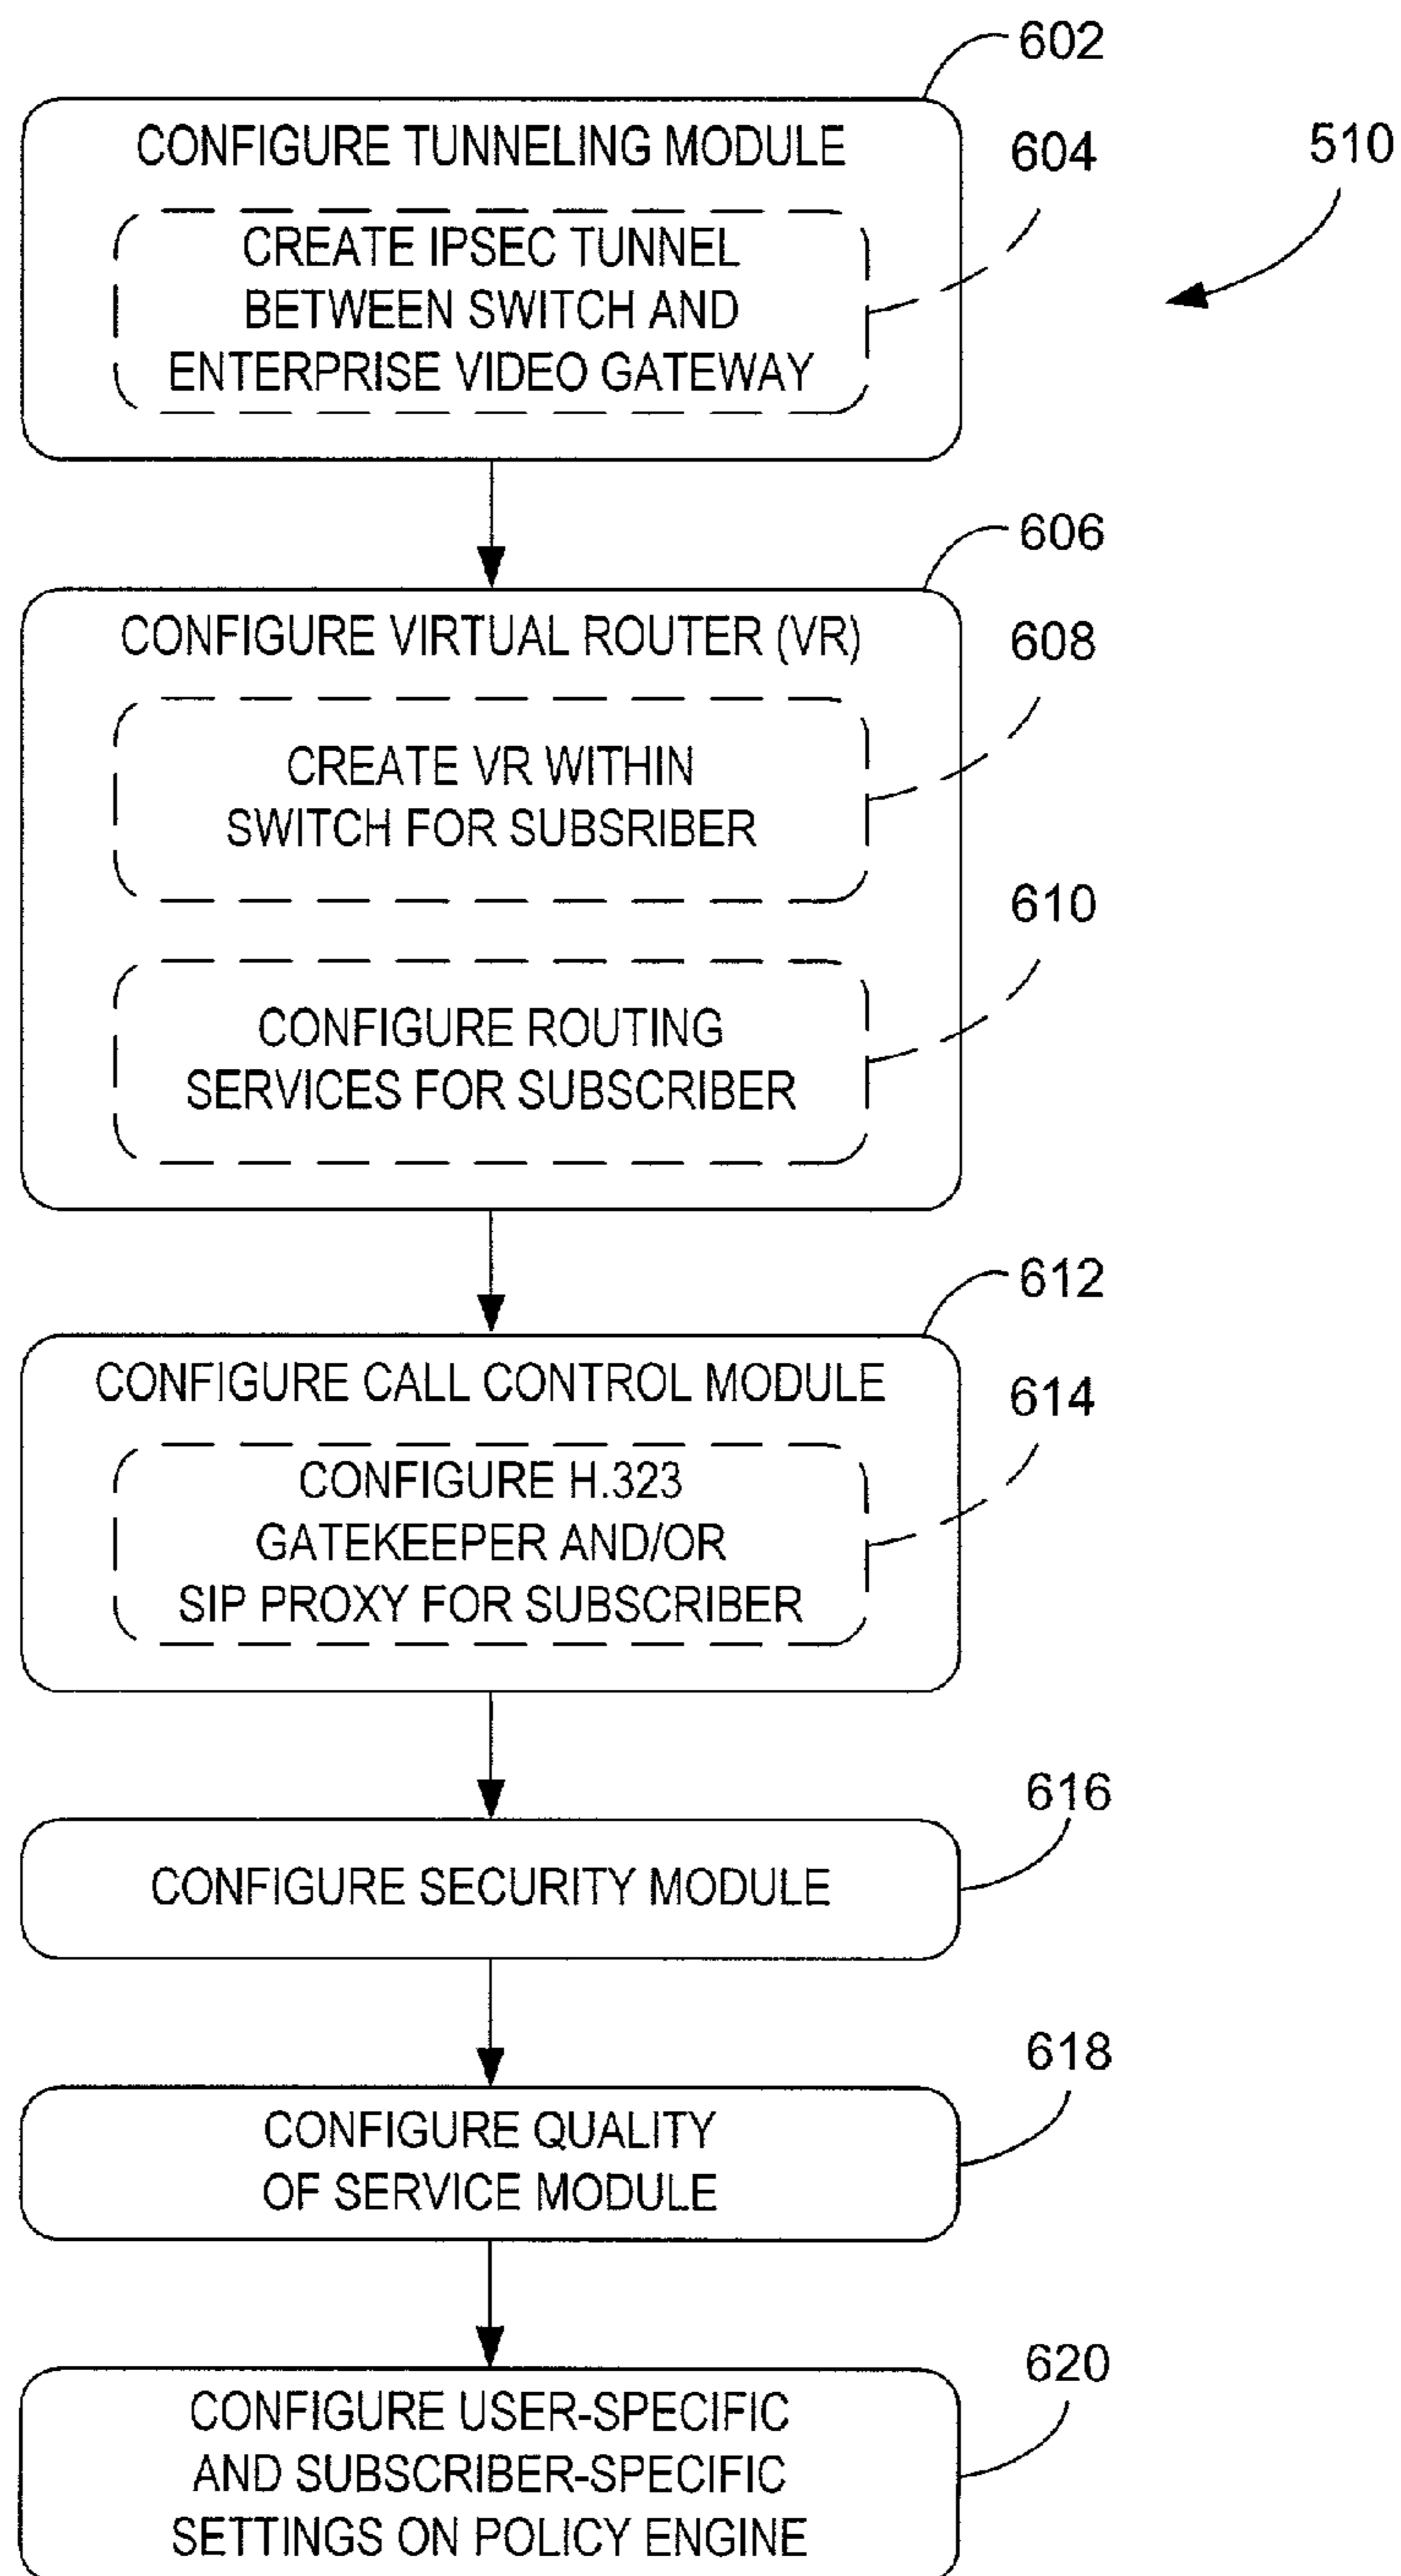 602
CONFIGURE TUNNELING MODULE
604
510
CREATE IPSEC TUNNEL
BETWEEN SWITCH AND
ENTERPRISE VIDEO GATEWAY
606
CONFIGURE VIRTUAL ROUTER (VR)
608
CREATE VR WITHIN
SWITCH FOR SUBSRIBER
610
CONFIGURE ROUTING
SERVICES FOR SUBSCRIBER
612
CONFIGURE CALL CONTROL MODULE
614
CONFIGURE H.323
GATEKEEPER AND/OR
SIP PROXY FOR SUBSCRIBER
616
CONFIGURE SECURITY MODULE
618
CONFIGURE QUALITY
OF SERVICE MODULE
620
CONFIGURE USER-SPECIFIC
AND SUBSCRIBER-SPECIFIC
SETTINGS ON POLICY ENGINE